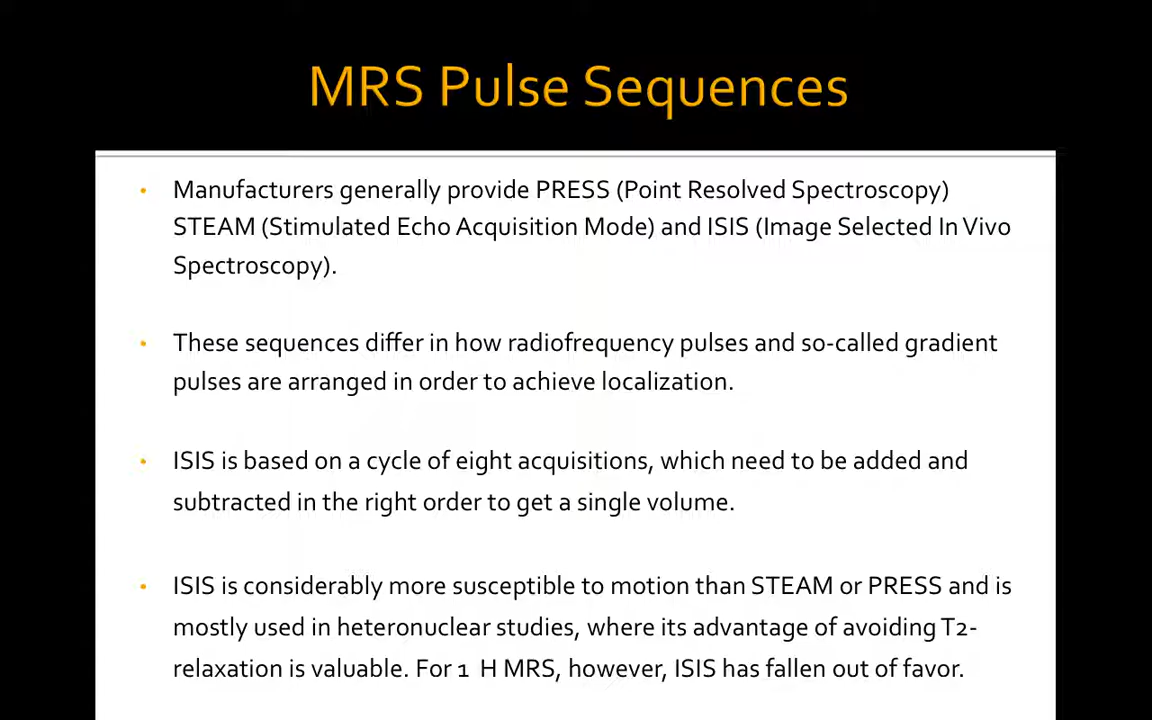 MRS Pulse Sequences
• Manufacturers generally provide PRESS (Point Resolved Spectroscopy)
STEAM (Stimulated Echo Acquisition Mode) and ISIS (Image Selected In Vivo
Spectroscopy).
• These sequences differ in how radiofrequency pulses and so-called gradient
pulses are arranged in order to achieve localization.
• ISIS is based on a cycle of eight acquisitions, which need to be added and
subtracted in the right order to get a single volume.
• ISIS is considerably more susceptible to motion than STEAM or PRESS and is
mostly used in heteronuclear studies, where its advantage of avoiding T2-
relaxation is valuable. For 1 H MRS, however, ISIS has fallen out of favor.